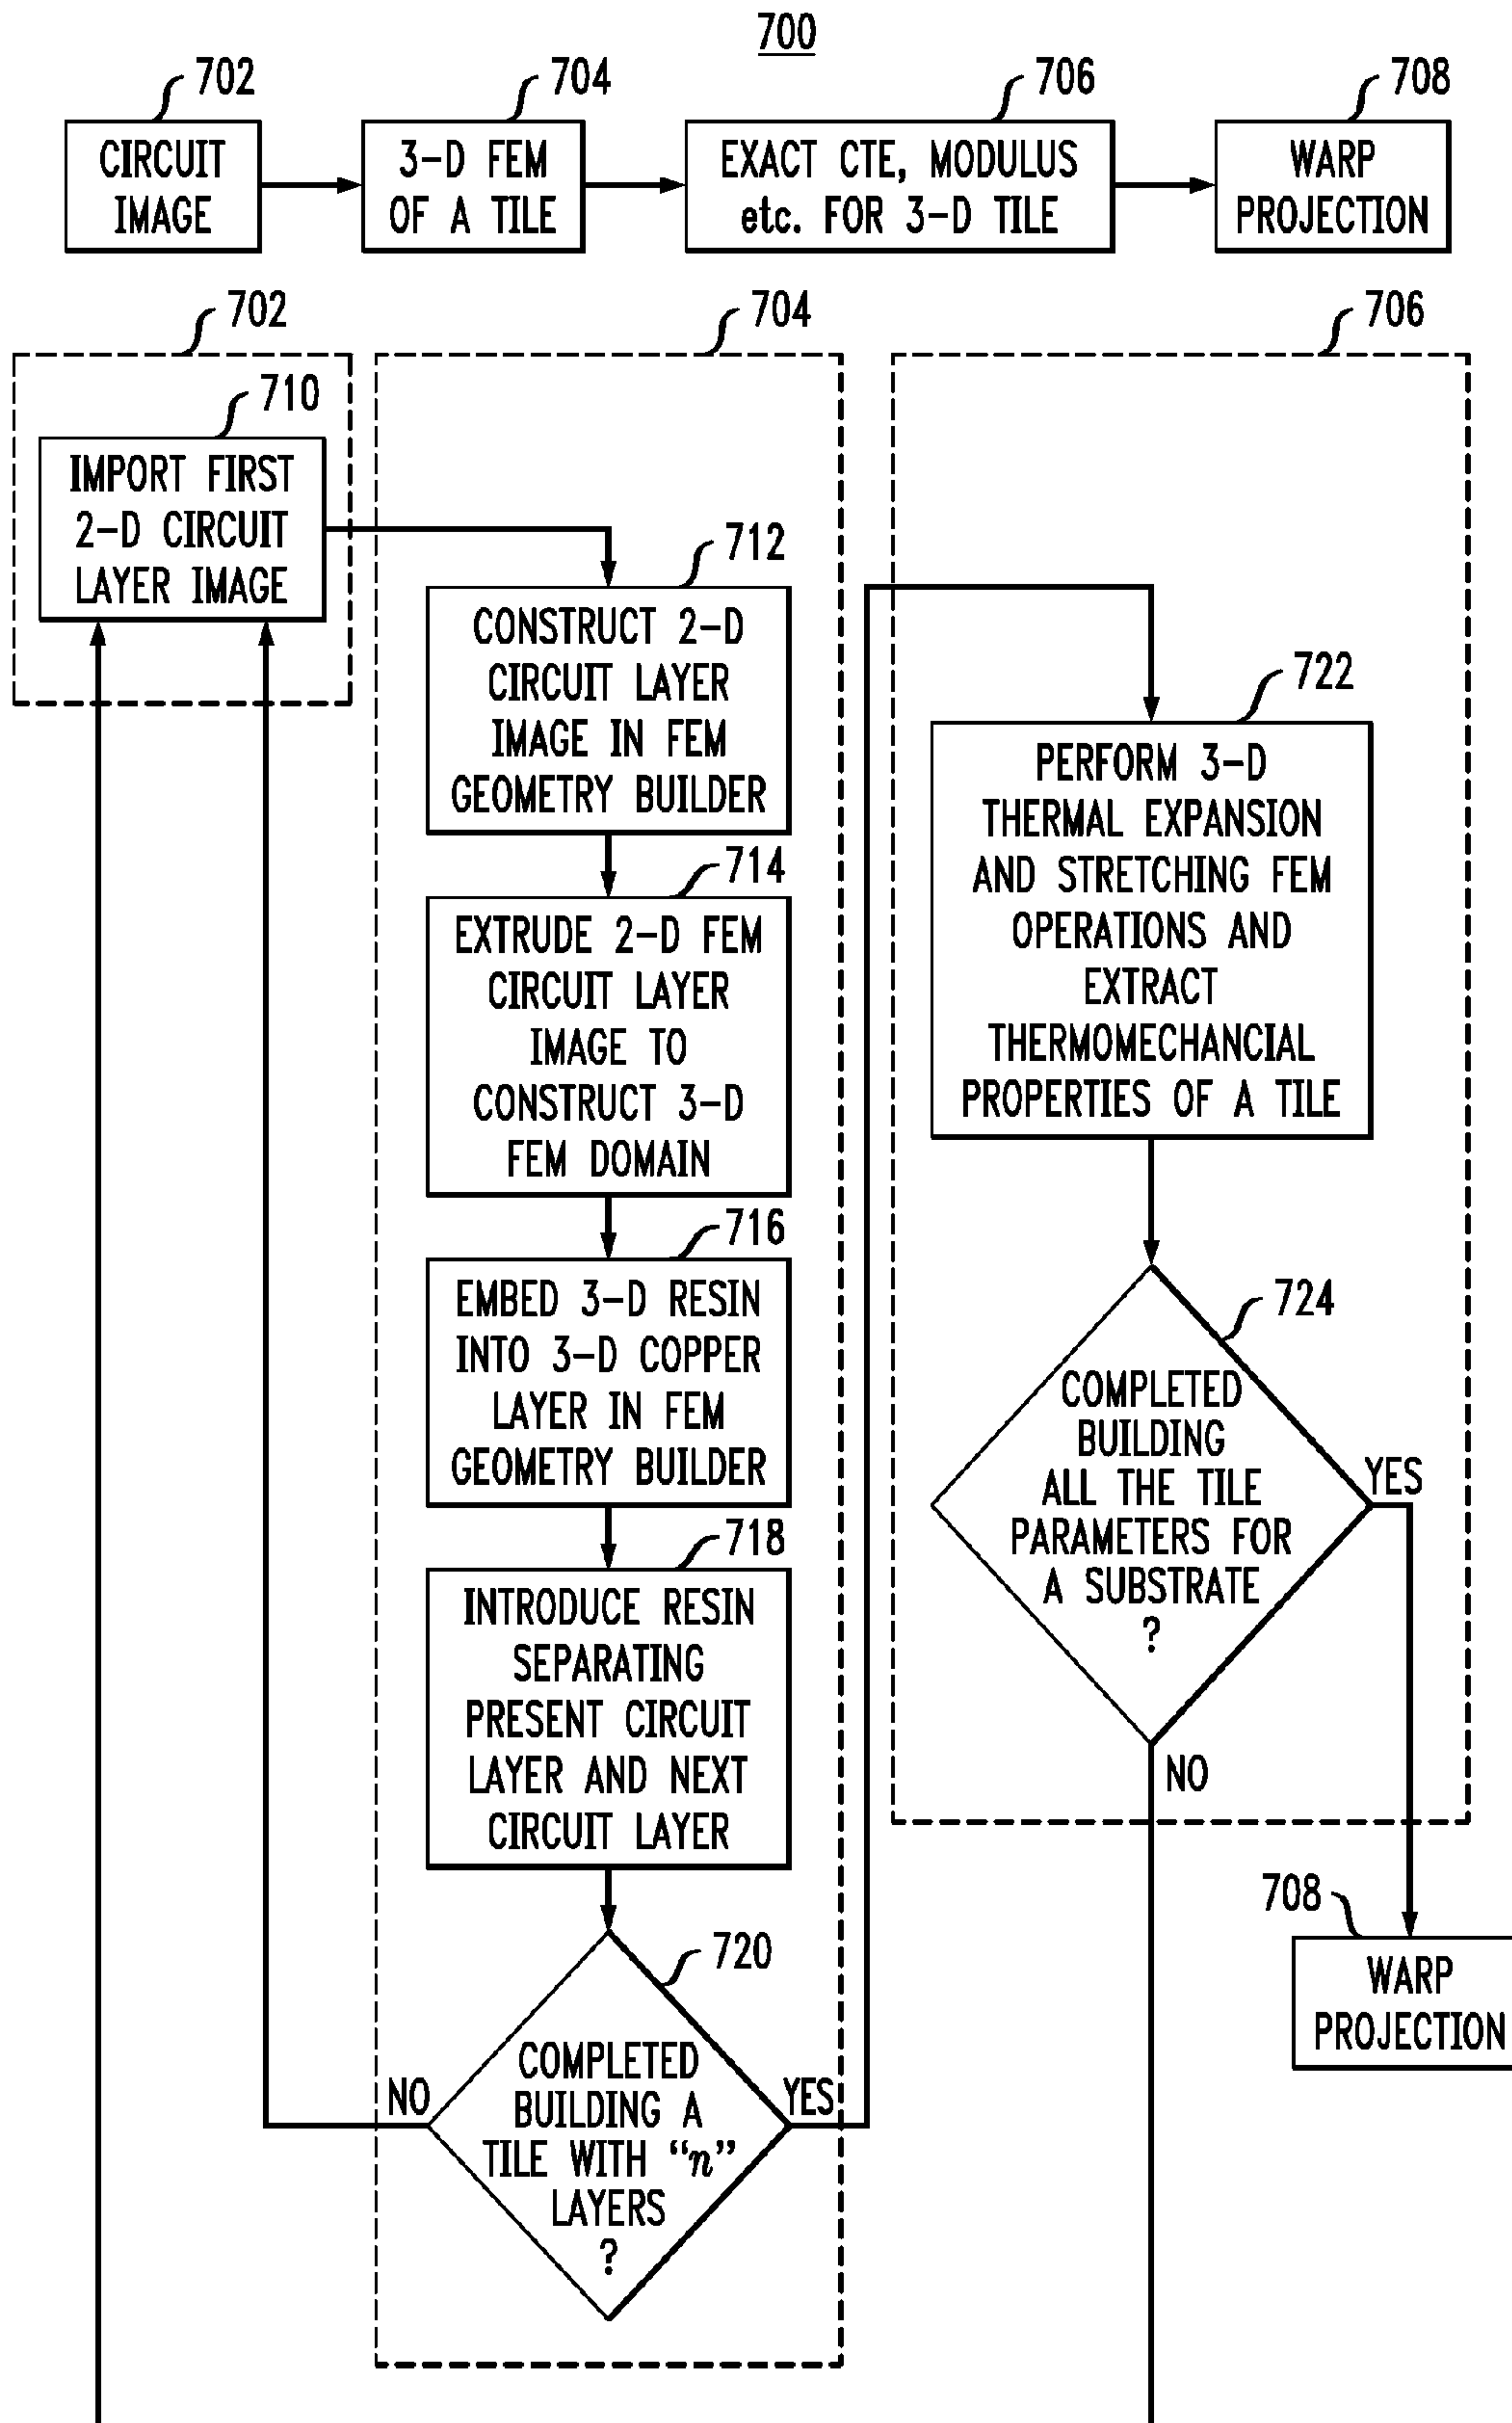 700
702
704
706
708
CIRCUIT
IMAGE
3-D FEM
OF A TILE
EXACT CTE, MODULUS
etc. FOR 3-D TILE
WARP
PROJECTION
702
704
706
710
IMPORT FIRST
2-D CIRCUIT
LAYER IMAGE
712
CONSTRUCT 2-D
CIRCUIT LAYER
IMAGE IN FEM
GEOMETRY BUILDER
714
EXTRUDE 2-D FEM
CIRCUIT LAYER
IMAGE TO
CONSTRUCT 3-D
FEM DOMAIN
716
EMBED 3-D RESIN
INTO 3-D COPPER
LAYER IN FEM
GEOMETRY BUILDER
718
INTRODUCE RESIN
SEPARATING
PRESENT CIRCUIT
LAYER AND NEXT
CIRCUIT LAYER
720
COMPLETED
BUILDING A
TILE WITH “n”
LAYERS
?
NO
YES
722
PERFORM 3-D
THERMAL EXPANSION
AND STRETCHING FEM
OPERATIONS AND
EXTRACT
THERMOMECHANCIAL
PROPERTIES OF A TILE
724
COMPLETED
BUILDING
ALL THE TILE
PARAMETERS FOR
A SUBSTRATE
?
YES
NO
708
WARP
PROJECTION